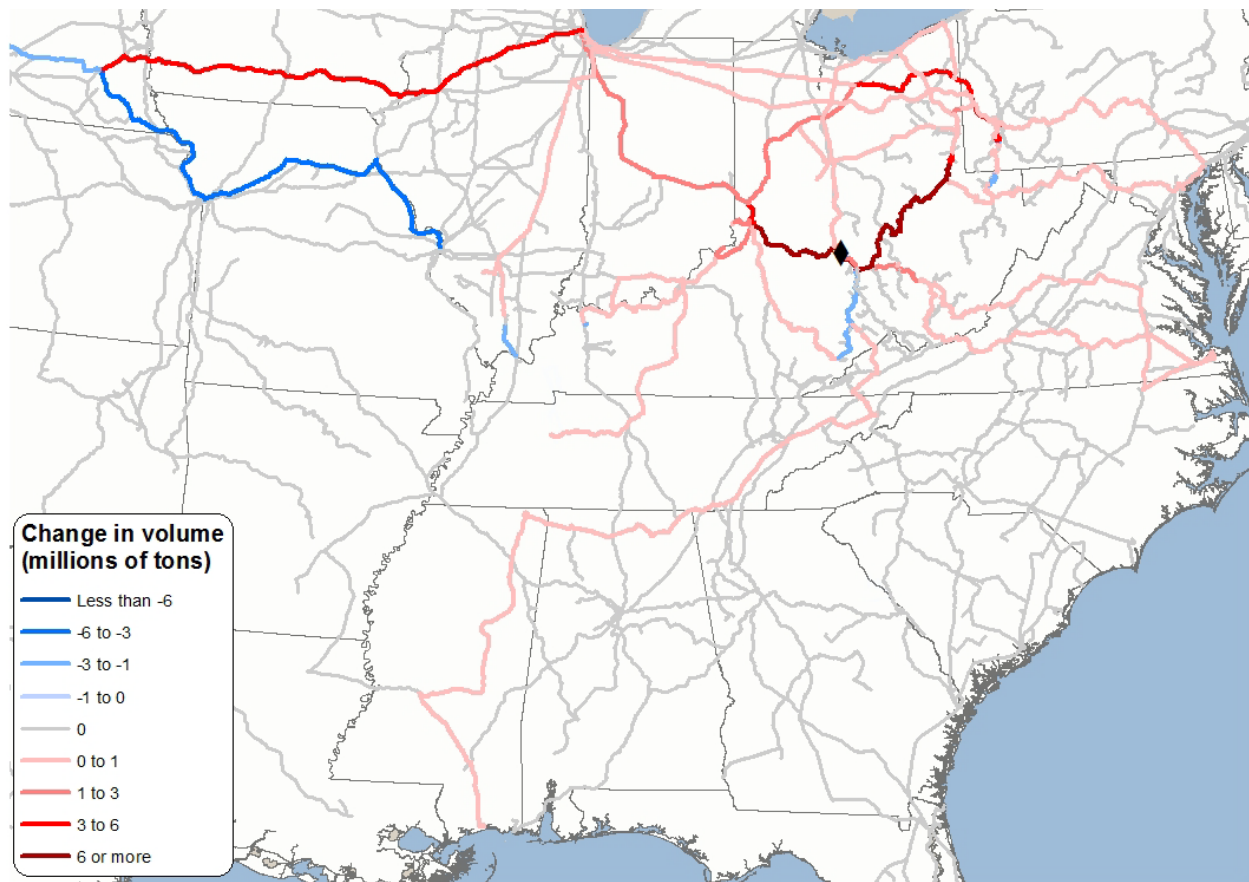 Change in volume
(millions of tons)
Less than -6
-6 to -3
-3 to -1
-1 to 0
0
0 to 1
1 to 3
3 to 6
6 or more